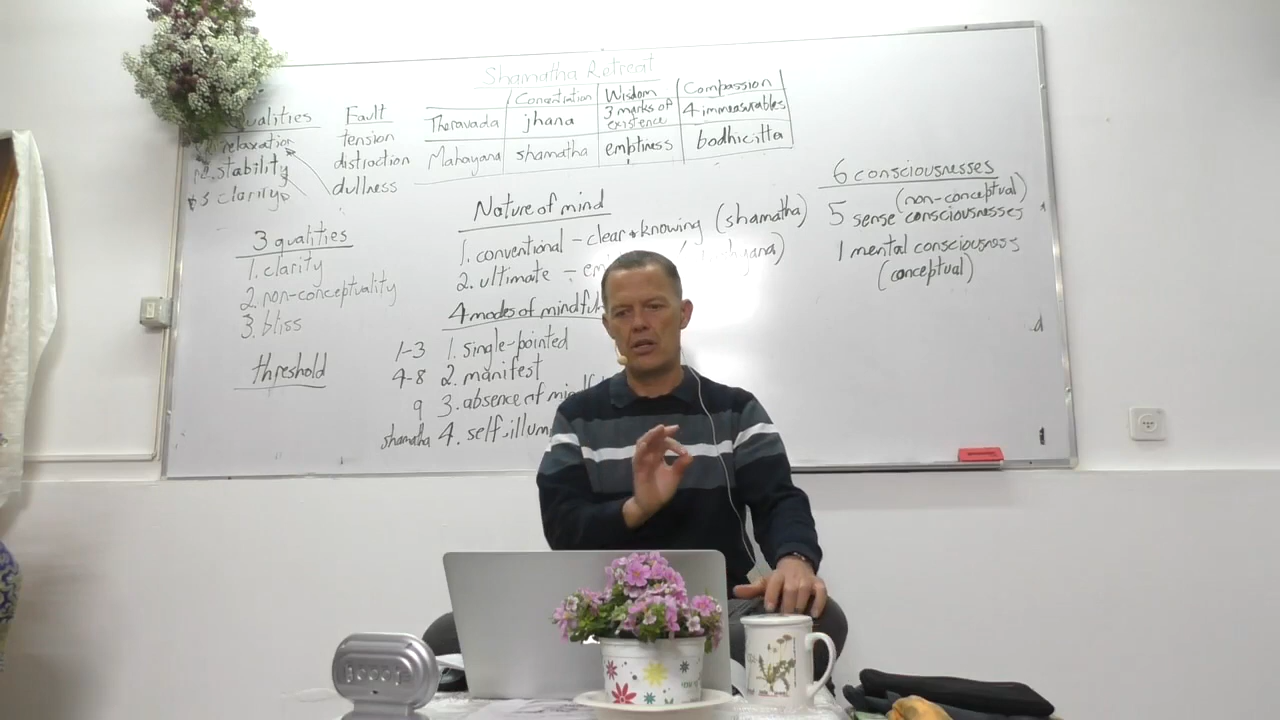 Shamatha Retreat
Qualities Fault
1. relaxation tension
2. stability distraction
3 clarity dullness
Concentration Wisdom Compassion
Theravada jhana 3 marks of existence 4 immeasurables
Mahayana shamatha emptiness bodhicitta
3 qualities
1. clarity
2. non-conceptuality
3. bliss
threshold
Nature of mind
1. conventional - clear + knowing (shamatha)
2. ultimate -
4 modes of
1-3 1. single-pointed
4-8 2. manifest
9 3. absence of
shamatha 4.
6 consciousnesses
(non-conceptual)
5 sense consciousnesses
1 mental consciousness
(conceptual)